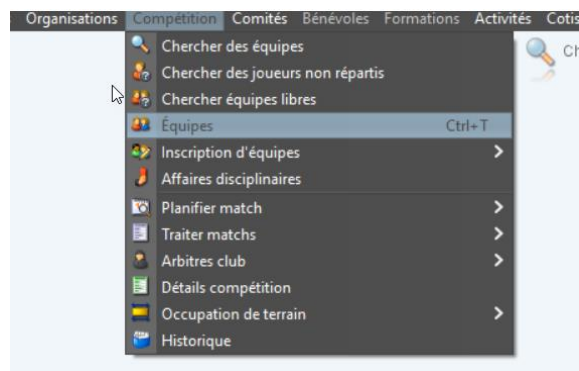 Organisations Compétition Comités Bénévoles Formations Activités Cotis
Chercher des équipes
Chercher des joueurs non répartis
Chercher équipes libres
Équipes Ctrl+T
Inscription d'équipes
Affaires disciplinaires
Planifier match
Traiter matchs
Arbitres club
Détails compétition
Occupation de terrain
Historique
Ch